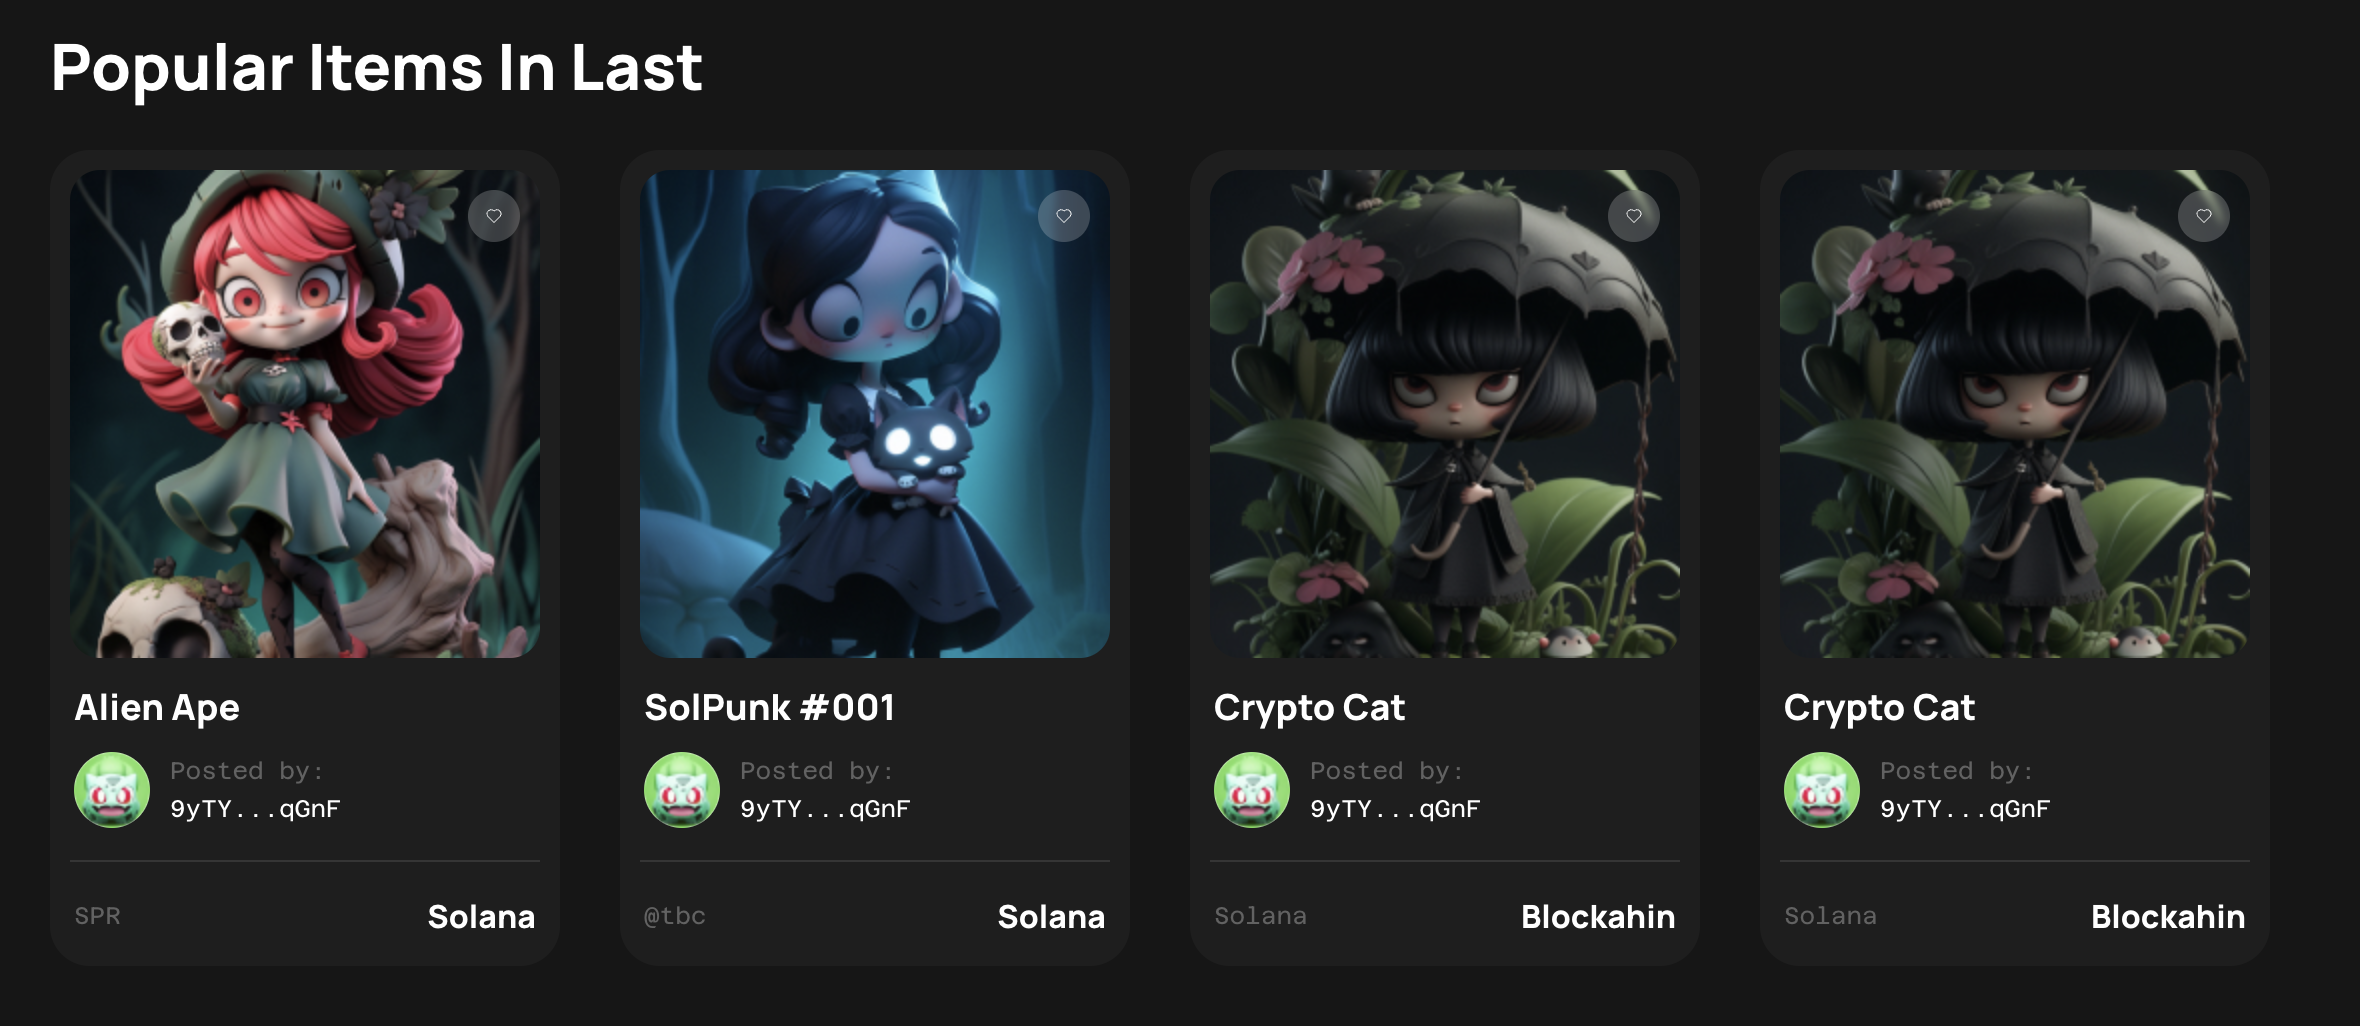 Popular Items In Last
Alien Ape
Posted by:
9yTY...qGnF
SPR
Solana
SolPunk #001
Posted by:
9yTY...qGnF
@tbc
Solana
Crypto Cat
Posted by:
9yTY...qGnF
Solana
Blockahin
Crypto Cat
Posted by:
9yTY...qGnF
Solana
Blockahin